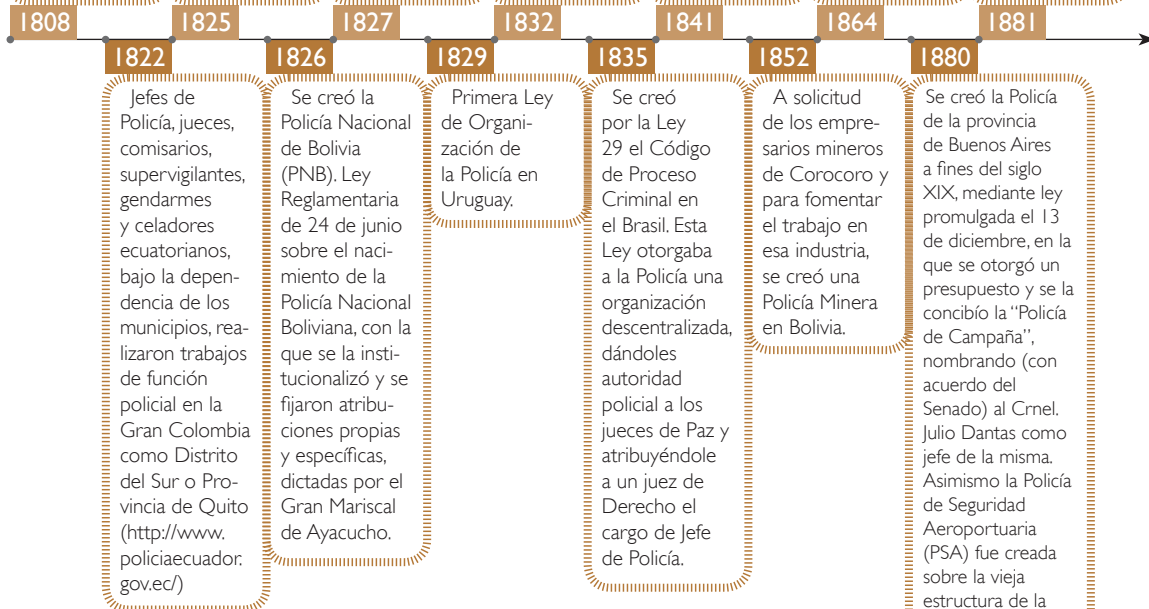 1808
1825
1827
1832
1841
1864
1881
1822
1826
1829
1835
1852
1880
Jefes de
Policía, jueces,
comisarios,
supervigilantes,
gendarmes
y celadores
ecuatorianos,
bajo la depen-
dencia de los
municipios, rea-
lizaron trabajos
de función
policial en la
Gran Colombia
como Distrito
del Sur o Pro-
vincia de Quito
(http://www.
policiaecuador.
gov.ec/)
Se creó la
Policía Nacional
de Bolivia
(PNB). Ley
Reglamentaria
de 24 de junio
sobre el naci-
miento de la
Policía Nacional
Boliviana, con la
que se la insti-
tucionalizó y se
fijaron atribu-
ciones propias
y específicas,
dictadas por el
Gran Mariscal
de Ayacucho.
Primera Ley
de Organi-
zación de
la Policía en
Uruguay.
Se creó
por la Ley
29 el Código
de Proceso
Criminal en
el Brasil. Esta
Ley otorgaba
a la Policía una
organización
descentralizada,
dándoles
autoridad
policial a los
jueces de Paz y
atribuyéndole
a un juez de
Derecho el
cargo de Jefe
de Policía.
A solicitud
de los empre-
sarios mineros
de Corocoro y
para fomentar
el trabajo en
esa industria,
se creó una
Policía Minera
en Bolivia.
Se creó la Policía
de la provincia
de Buenos Aires
a fines del siglo
XIX, mediante ley
promulgada el 13
de diciembre, en la
que se otorgó un
presupuesto y se la
concibío la “Policía
de Campaña”,
nombrando (con
acuerdo del
Senado) al Crnel.
Julio Dantas como
jefe de la misma.
Asimismo la Policía
de Seguridad
Aeroportuaria
(PSA) fue creada
sobre la vieja
estructura de la